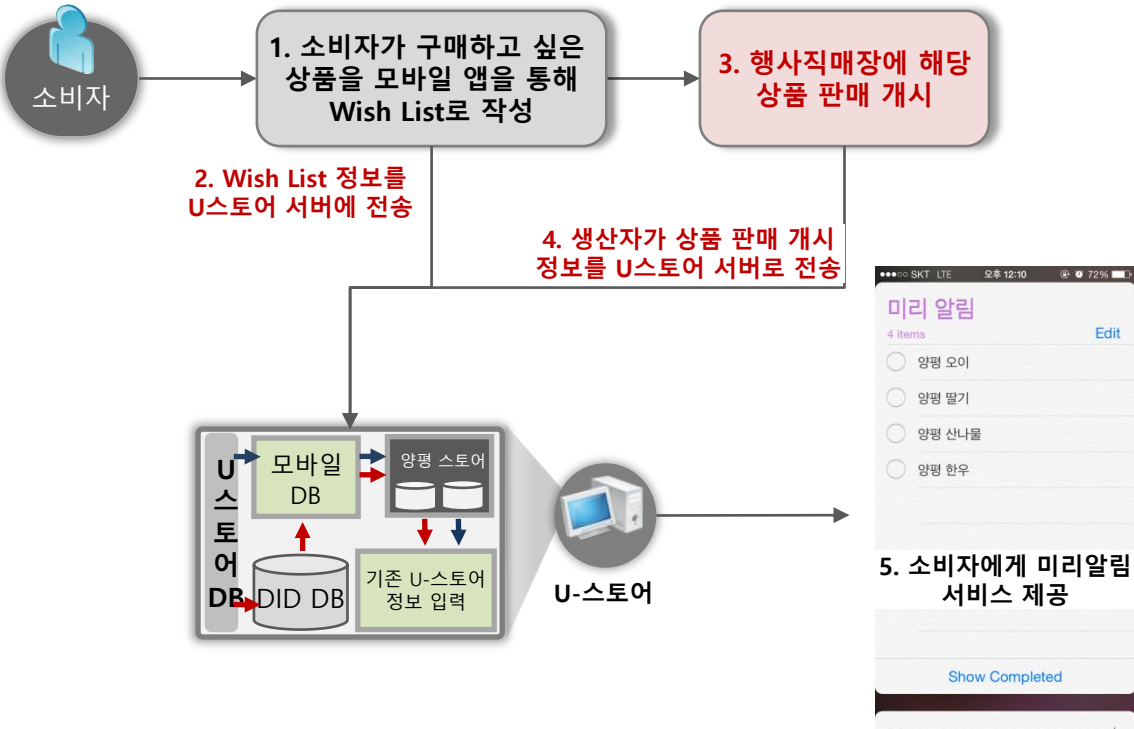 소비자
1. 소비자가 구매하고 싶은
상품을 모바일 앱을 통해
Wish List로 작성
3. 행사직매장에 해당
상품 판매 개시
2. Wish List 정보를
U스토어 서버에 전송
4. 생산자가 상품 판매 개시
정보를 U스토어 서버로 전송
SKT LTE 오후 12:10 72%
미리 알림
4 items Edit
양평 오이
양평 딸기
양평 산나물
양평 한우
5. 소비자에게 미리알림
서비스 제공
Show Completed
U
스
토
어
DB
모바일
DB
양평 스토어
DID DB
기존 U-스토어
정보 입력
U-스토어